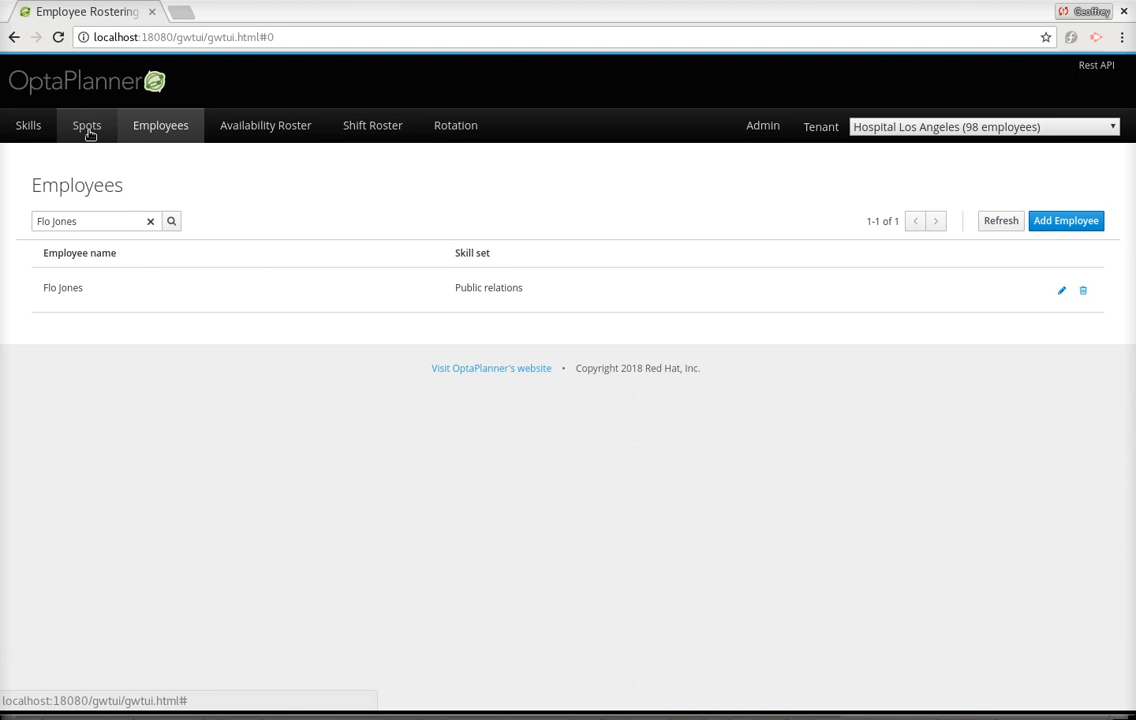 Employee Rostering
Geoffrey
localhost:18080/gwtui/gwtui.html#0
Rest API
OptaPlanner
Skills Spots Employees Availability Roster Shift Roster Rotation Admin Tenant Hospital Los Angeles (98 employees)
Employees
Flo Jones 1-1 of 1 Refresh Add Employee
Employee name Skill set
Flo Jones Public relations
Visit OptaPlanner's website • Copyright 2018 Red Hat, Inc.
localhost:18080/gwtui/gwtui.html#